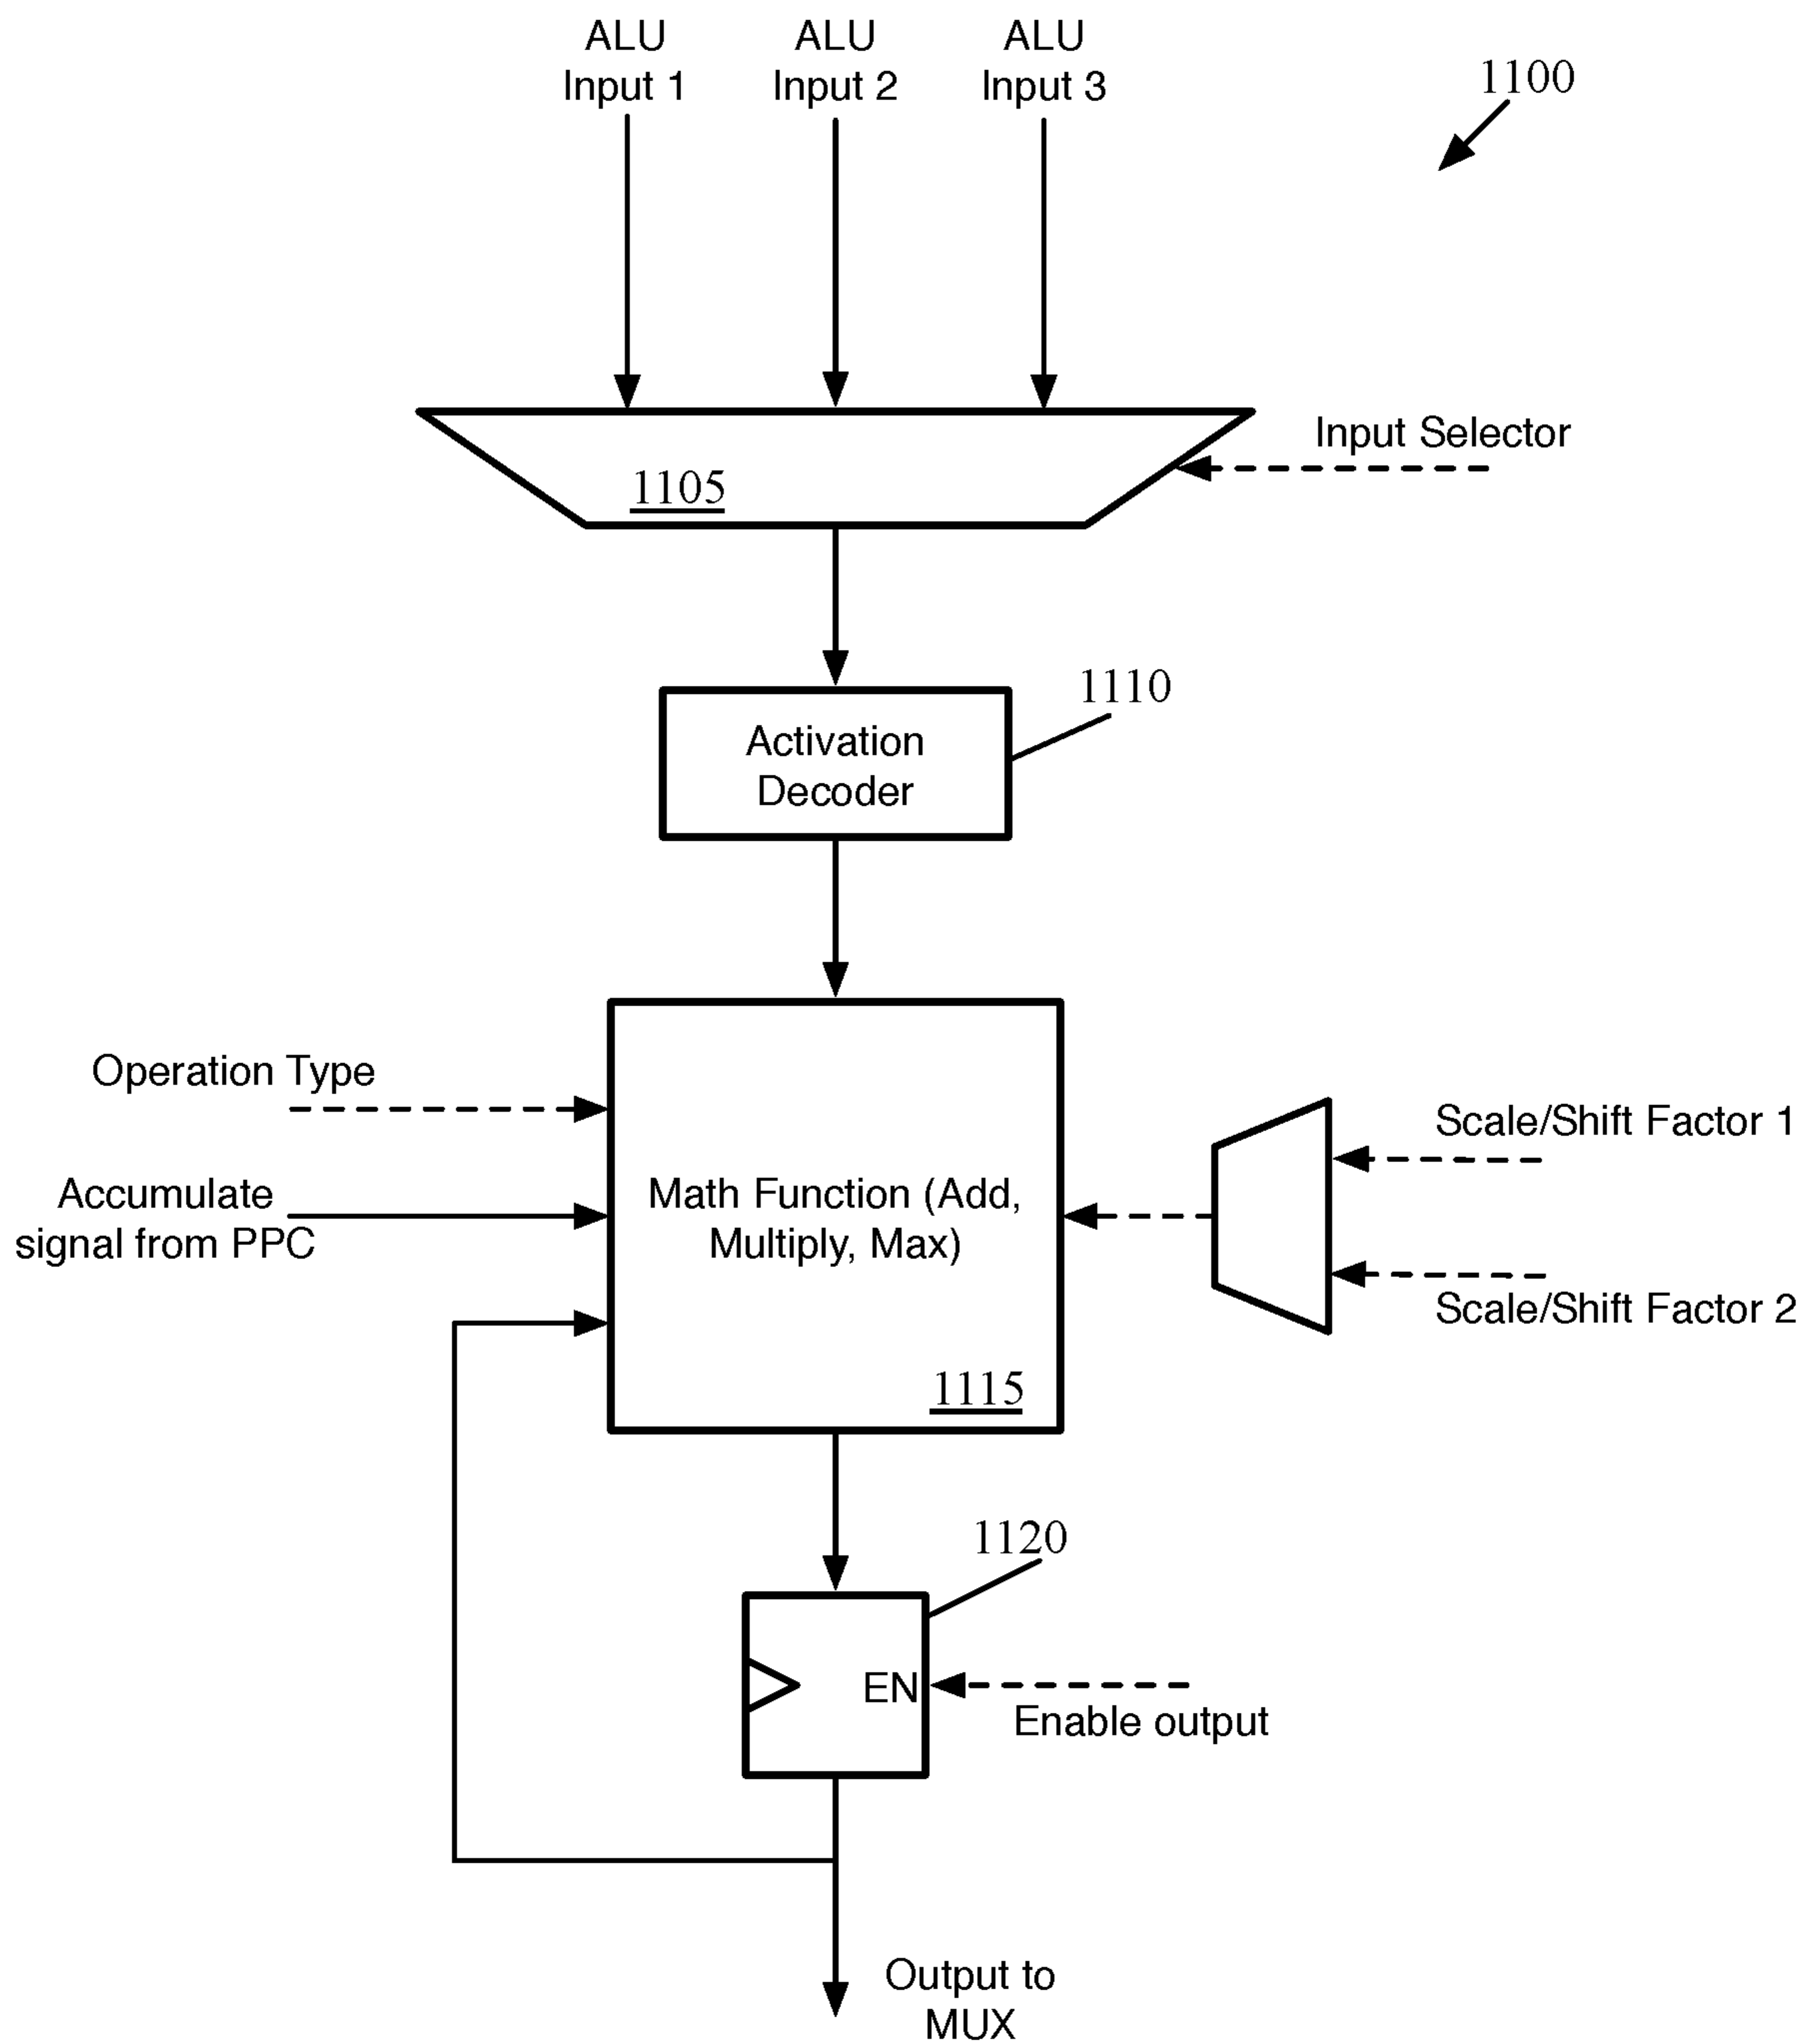 ALU
Input 1
ALU
Input 2
ALU
Input 3
1100
Input Selector
1105
1110
Activation
Decoder
Operation Type
Accumulate
signal from PPC
Math Function (Add,
Multiply, Max)
Scale/Shift Factor 1
Scale/Shift Factor 2
1115
1120
EN
Enable output
Output to
MUX